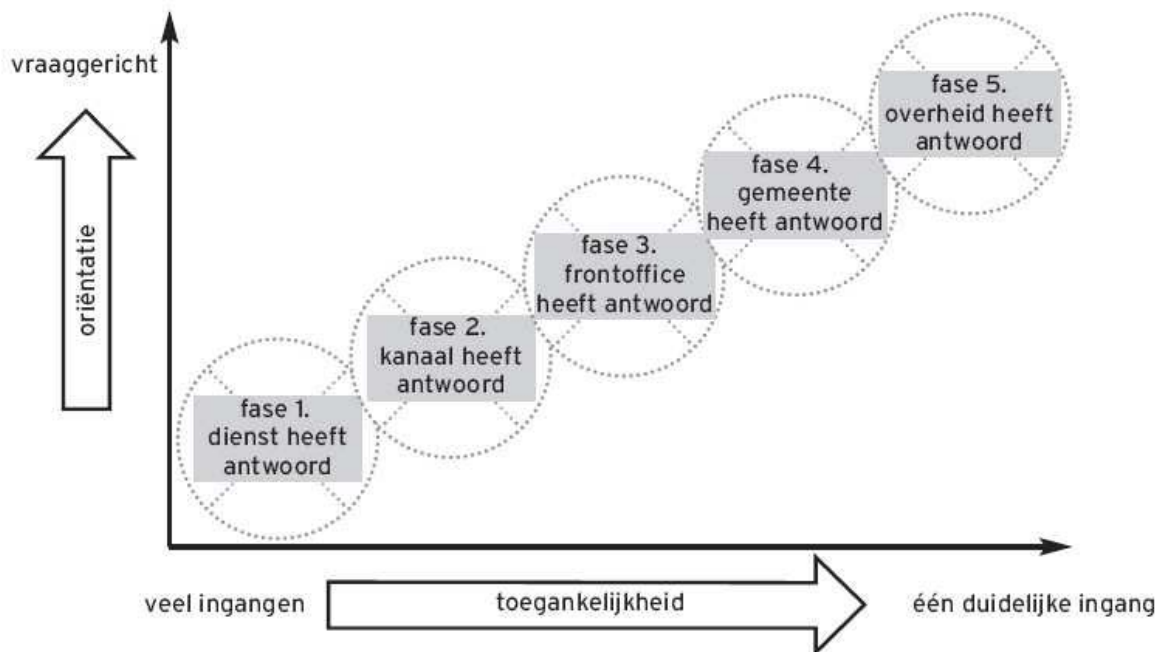 vraaggericht
oriëntatie
fase 1.
dienst heeft
antwoord
fase 2.
kanaal heeft
antwoord
fase 3.
frontoffice
heeft antwoord
fase 4.
gemeente
heeft antwoord
fase 5.
overheid heeft
antwoord
veel ingangen
toegankelijkheid
één duidelijke ingang